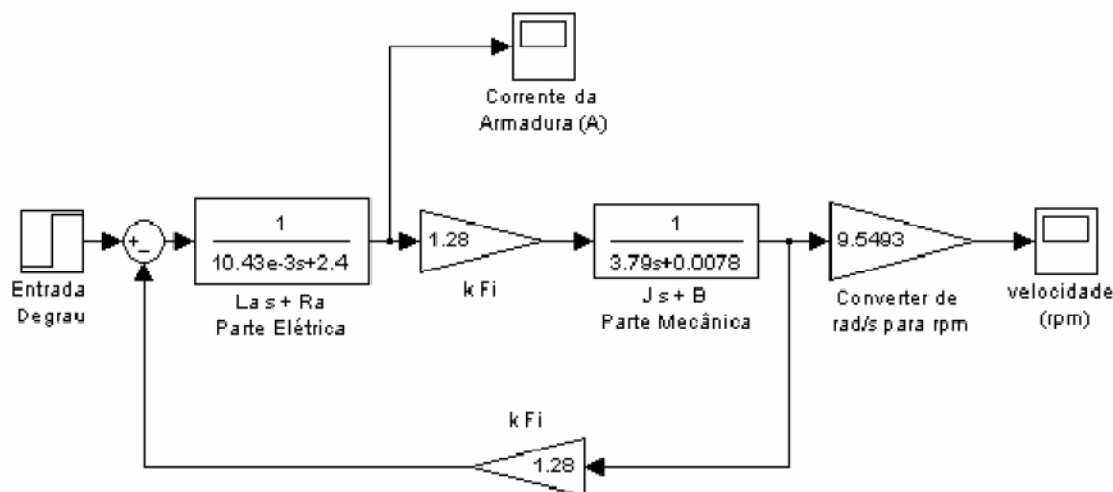 Corrente da
Armadura (A)
Entrada
Degrau
+
−
1
10.43e-3s+2.4
La s + Ra
Parte Elétrica
1.28
k Fi
1
3.79s+0.0078
J s + B
Parte Mecânica
9.5493
Converter de
rad/s para rpm
velocidade
(rpm)
k Fi
1.28